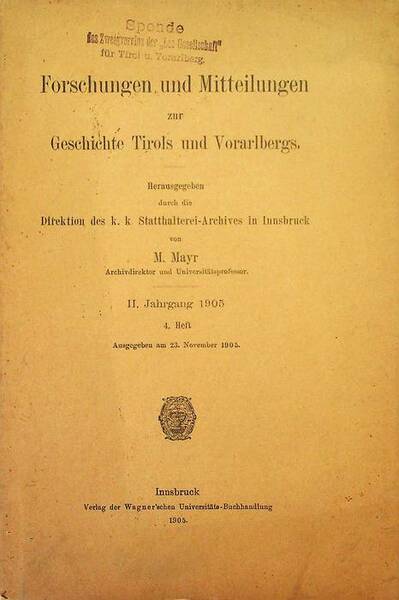 Spende
des Zweigvereins der „Leo Gesellschaft"
für Tirol u. Vorarlberg.
Forschungen und Mitteilungen
zur
Geschichte Tirols und Vorarlbergs.
Herausgegeben
durch die
Direktion des k. k. Statthalterei-Archives in Innsbruck
von
M. Mayr
Archivdirektor und Universitätsprofessor.
II. Jahrgang 1905
4. Heft
Ausgegeben am 23. November 1905.
Innsbruck
Verlag der Wagner'schen Universitäts-Buchhandlung
1905.